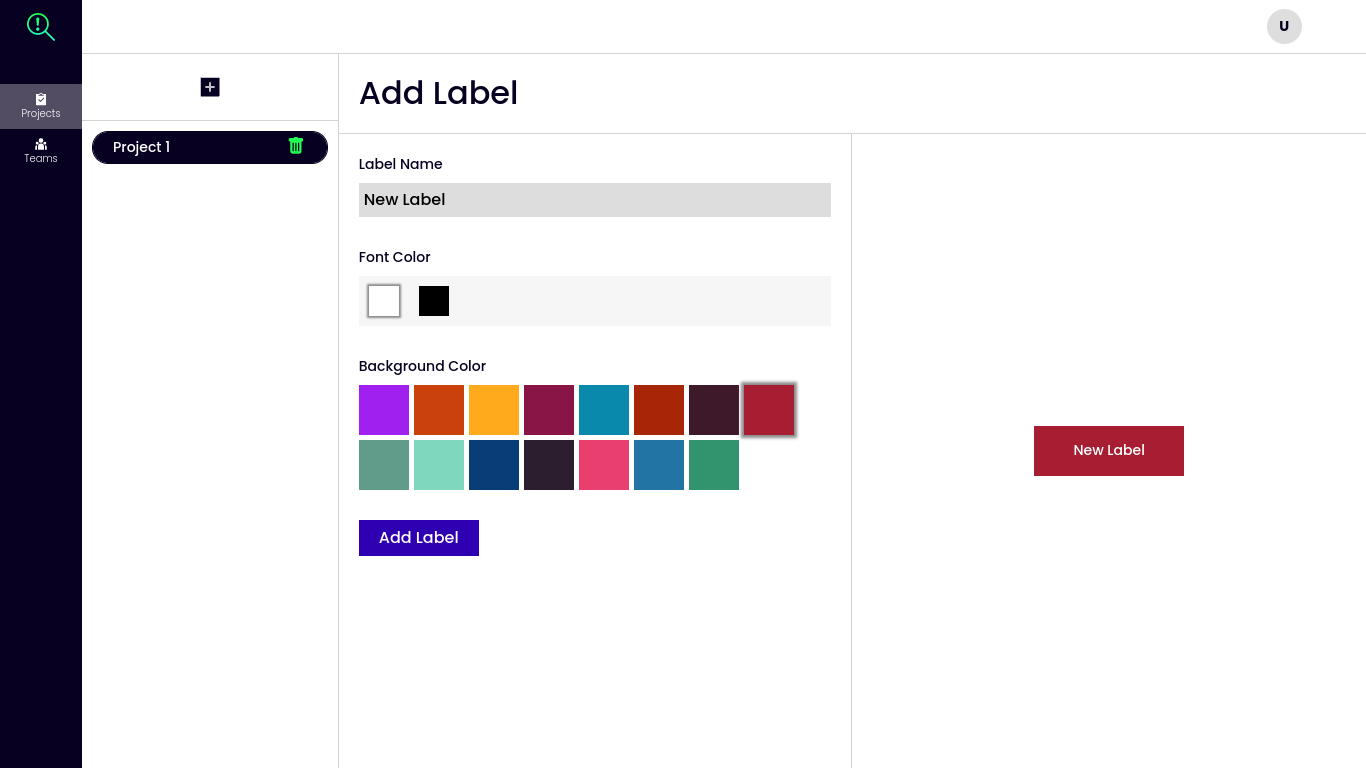 U
Projects
Teams
Project 1
Add Label
Label Name
New Label
Font Color
Background Color
Add Label
New Label